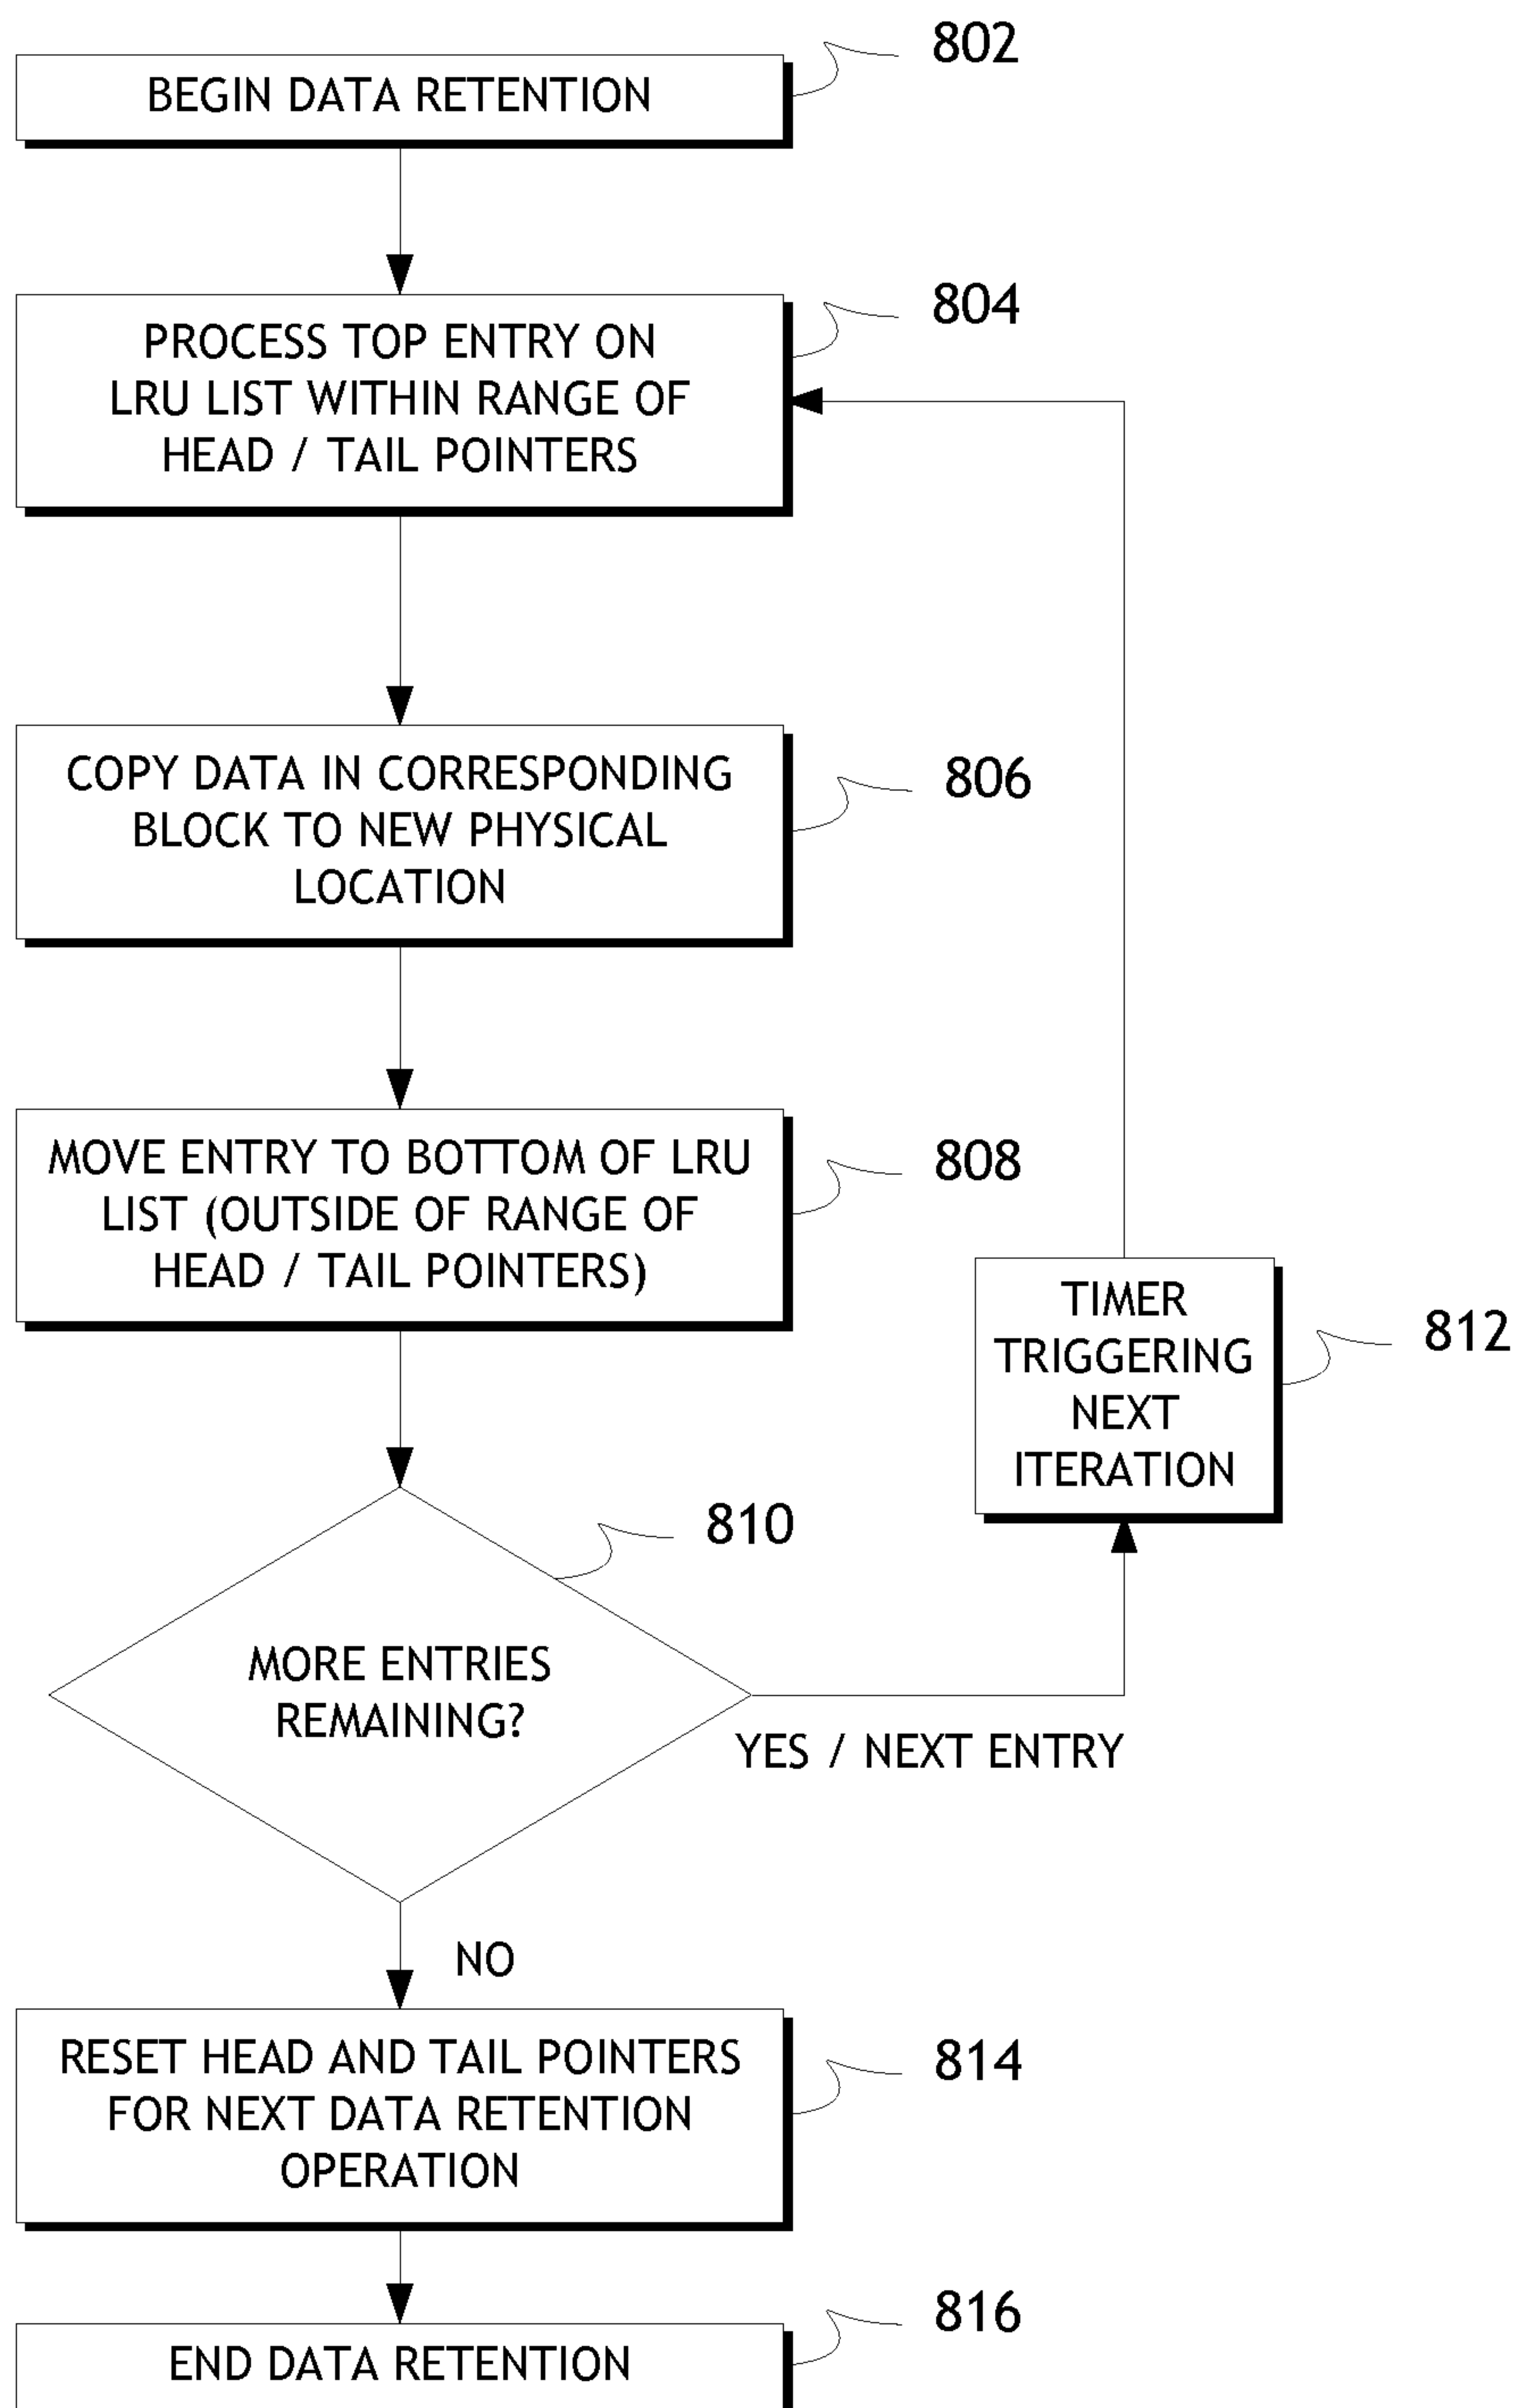 802
BEGIN DATA RETENTION
804
PROCESS TOP ENTRY ON
LRU LIST WITHIN RANGE OF
HEAD / TAIL POINTERS
806
COPY DATA IN CORRESPONDING
BLOCK TO NEW PHYSICAL
LOCATION
808
MOVE ENTRY TO BOTTOM OF LRU
LIST (OUTSIDE OF RANGE OF
HEAD / TAIL POINTERS)
812
TIMER
TRIGGERING
NEXT
ITERATION
810
MORE ENTRIES
REMAINING?
YES / NEXT ENTRY
NO
814
RESET HEAD AND TAIL POINTERS
FOR NEXT DATA RETENTION
OPERATION
816
END DATA RETENTION